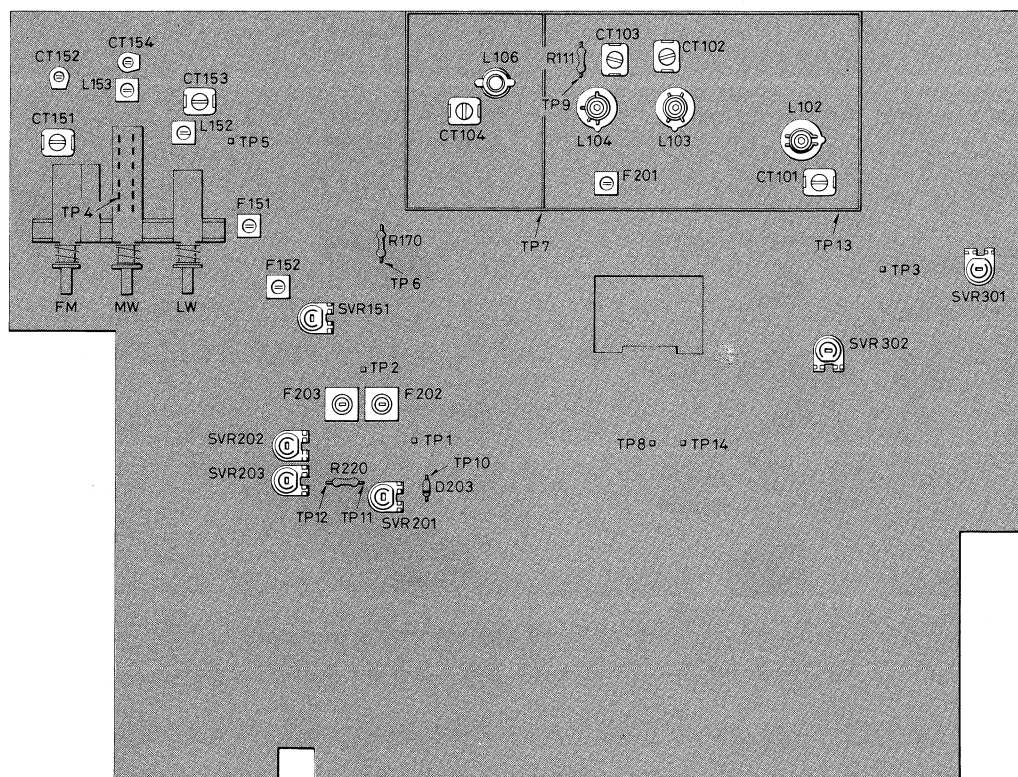 CT152
CT154
L153
CT153
CT151
L152
TP5
TP4
F151
F152
FM
MW
LW
SVR151
R170
TP6
L106
CT104
R111
TP9
CT103
CT102
L104
L103
F201
L102
CT101
TP7
TP13
TP3
SVR301
SVR302
TP2
F203
F202
SVR202
SVR203
TP1
R220
TP10
D203
TP12
TP11
SVR201
TP8
TP14